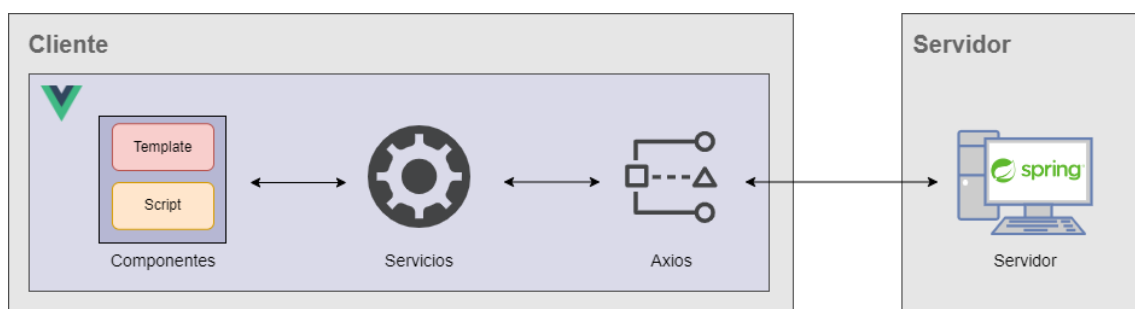 Cliente
Servidor
Template
Script
spring
Componentes
Servicios
Axios
Servidor